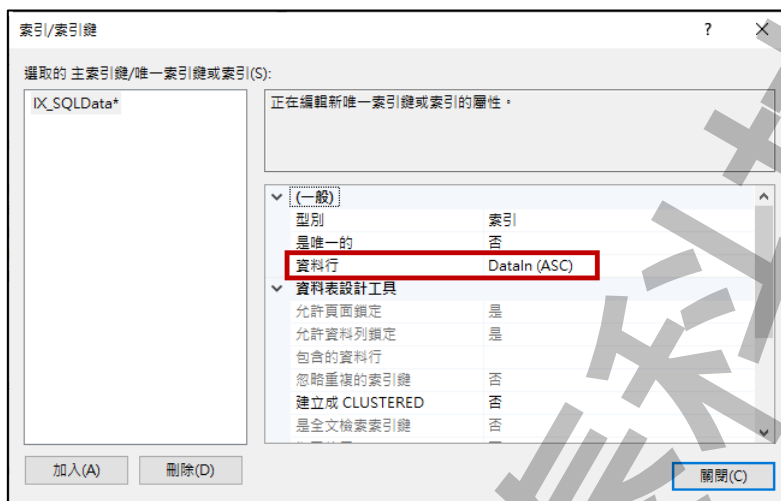 索引/索引鍵
?
選取的 主索引鍵/唯一索引鍵或索引(S):
IX_SQLData*
正在編輯新唯一索引鍵或索引的屬性。
(一般)
型別 索引
是唯一的 否
資料行 DataIn (ASC)
資料表設計工具
允許頁面鎖定 是
允許資料列鎖定 是
包含的資料行
忽略重複的索引鍵 否
建立成 CLUSTERED 否
是全文檢索索引鍵 否
加入(A) 刪除(D) 關閉(C)